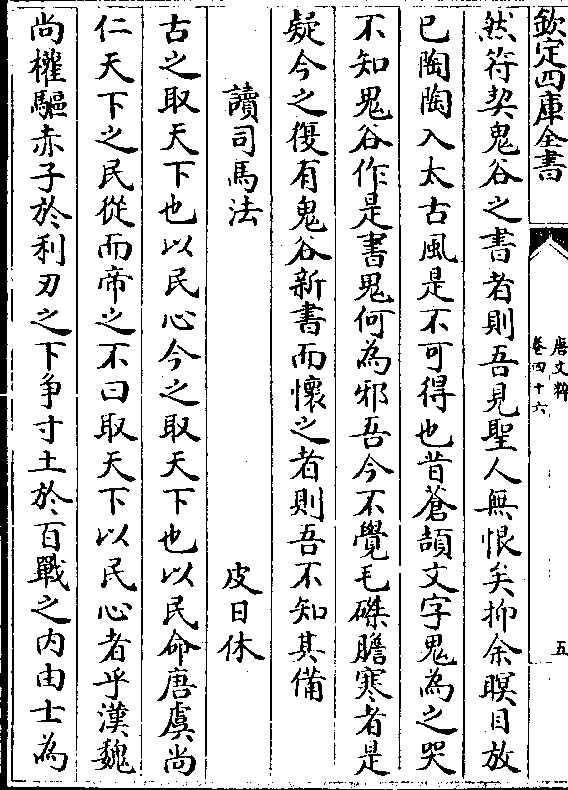 欽定四庫全書
唐文粹
卷四十六
五
然符契鬼谷之書者則吾見聖人無恨矣抑余瞑目放
已陶陶入太古風是不可得也昔蒼頡文字鬼為之哭
不知鬼谷作是書鬼何為邪吾今不覺毛磔膽寒者是
疑今之復有鬼谷新書而懷之者則吾不知其備
讀司馬法　皮日休
古之取天下也以民心今之取天下也以民命唐虞尚
仁天下之民從而帝之不曰取天下以民心者乎漢魏
尚權驅赤子於利刃之下爭寸土於百戰之内由士為